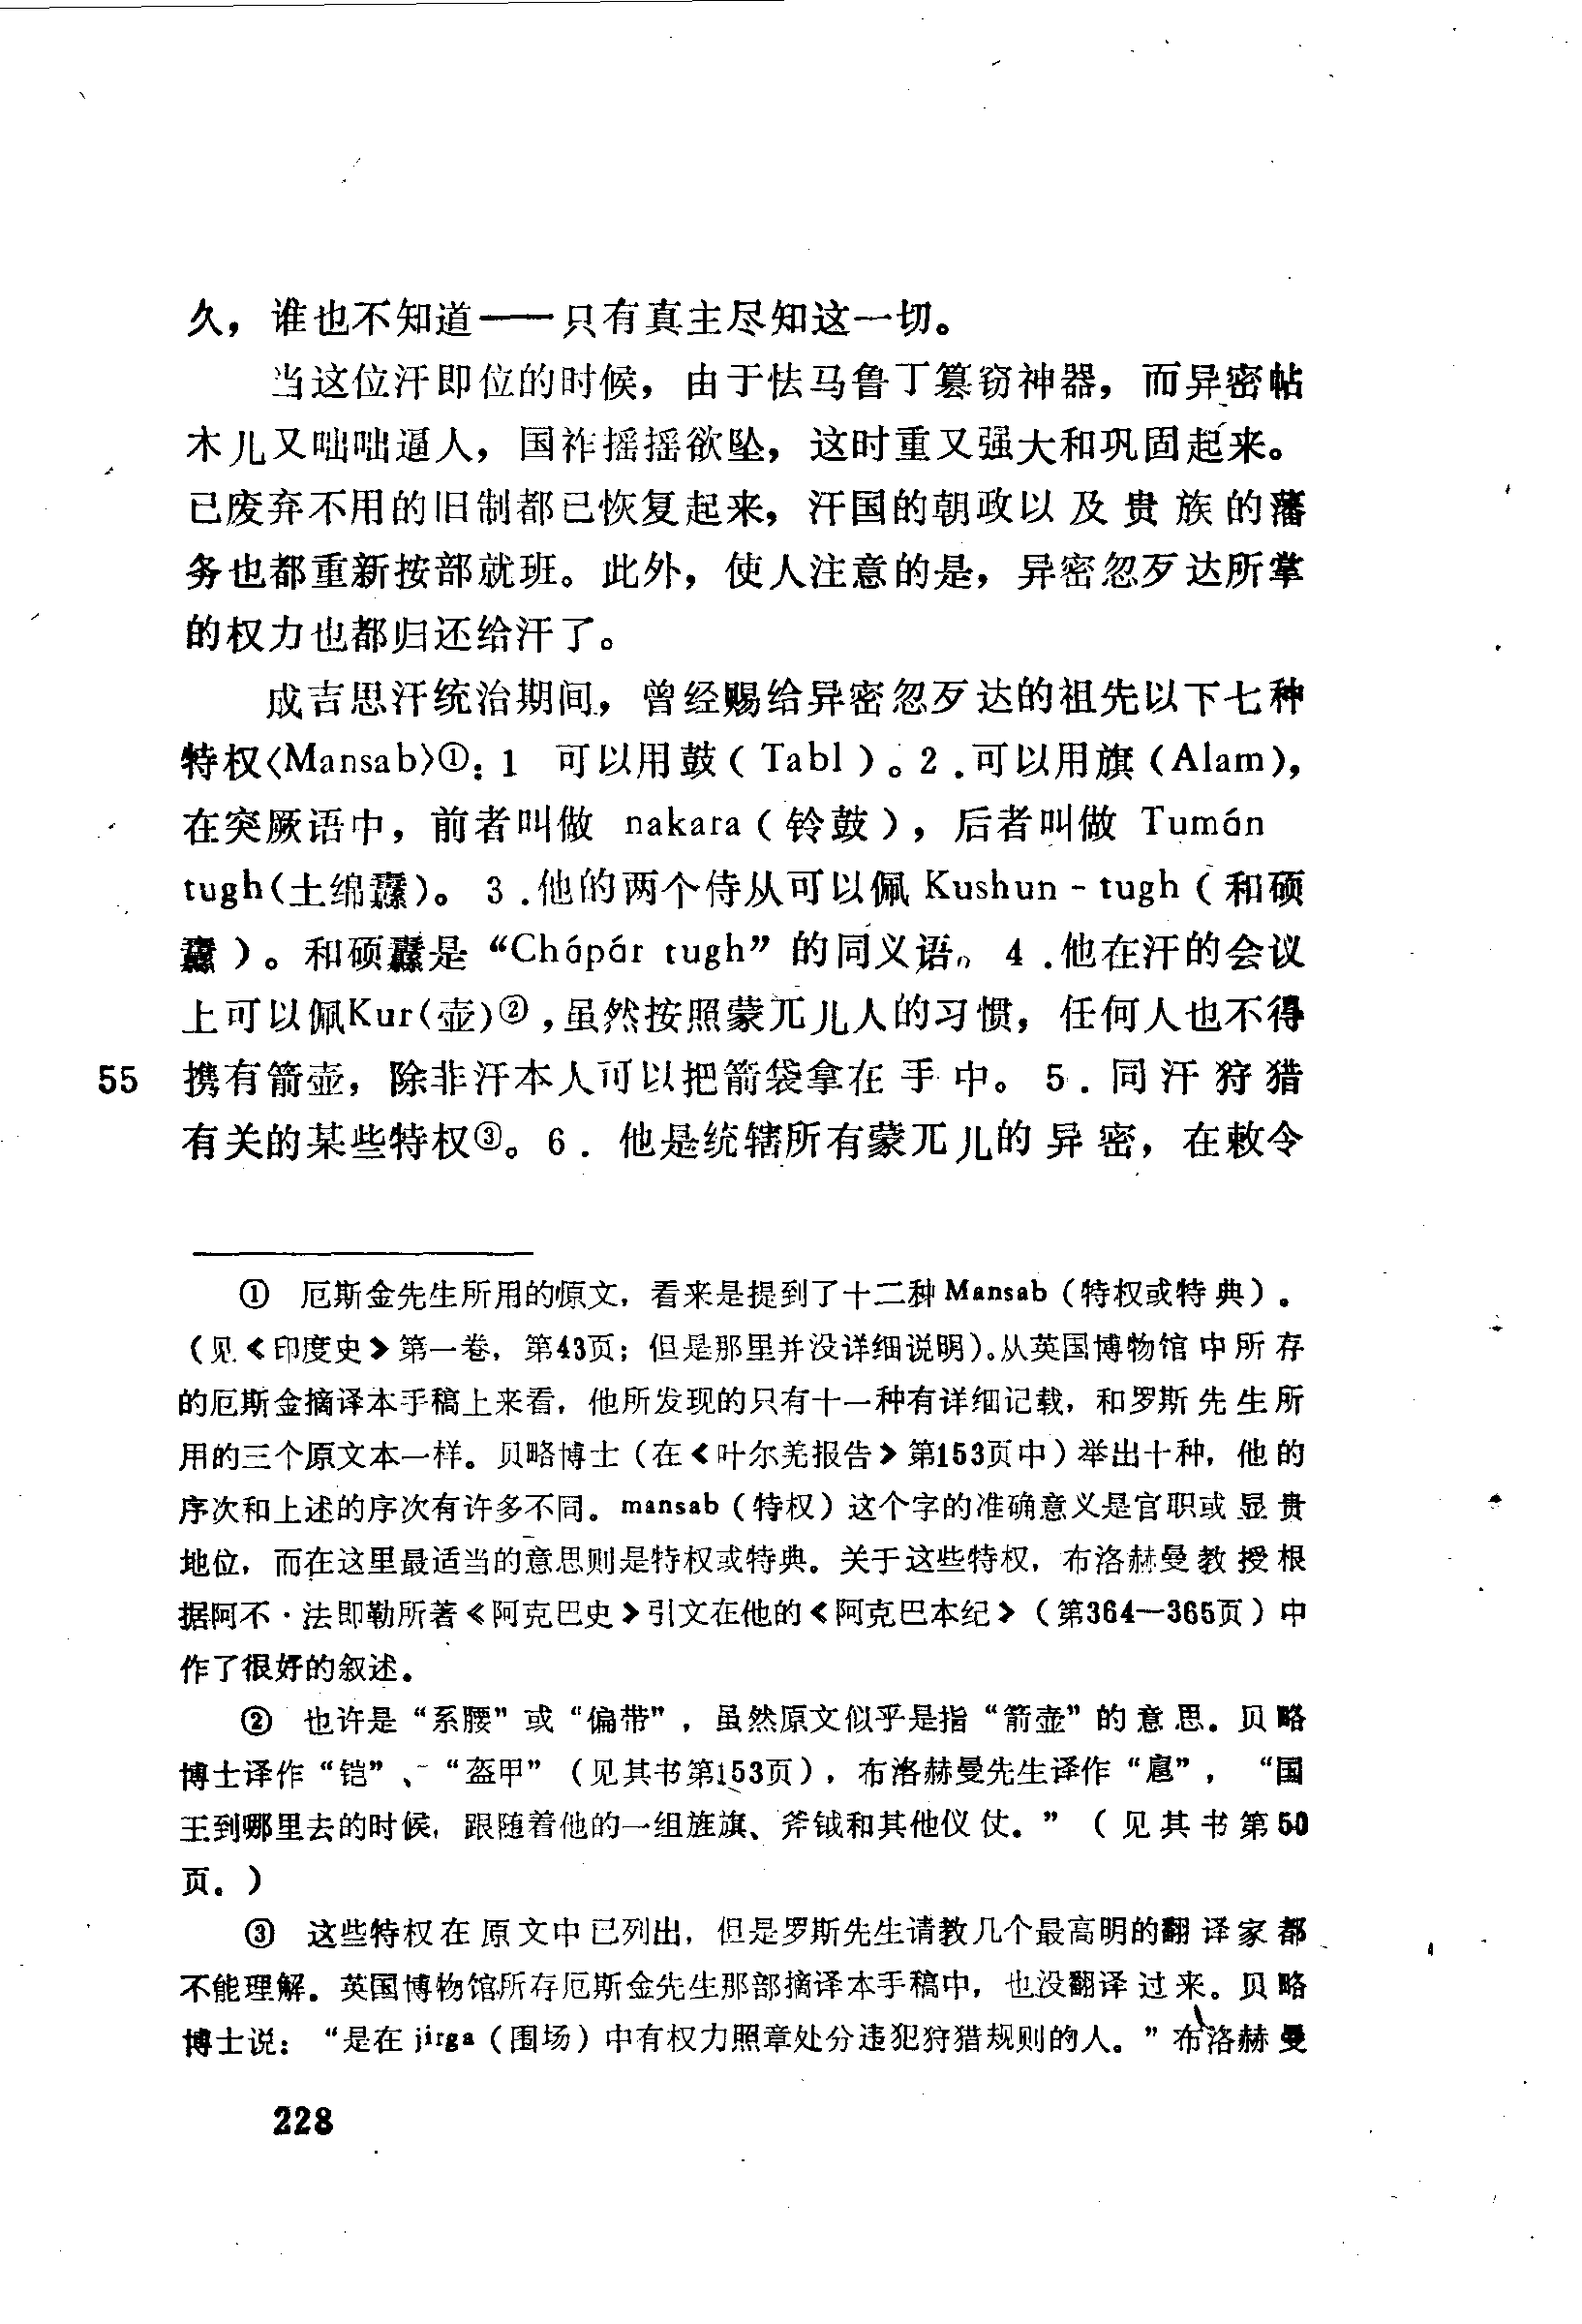 久，谁也不知道——只有真主尽知这一切。
当这位汗即位的时候，由于怯马鲁丁篡窃神器，而异密帖
木儿又咄咄逼人，国祚摇摇欲坠，这时重又强大和巩固起来。
已废弃不用的旧制都已恢复起来，汗国的朝政以及贵族的藩
务也都重新按部就班。此外，使人注意的是，异密忽歹达所掌
的权力也都归还给汗了。
成吉思汗统治期间，曾经赐给异密忽歹达的祖先以下七种
特权〈Mansab〉①：1 可以用鼓（Tabl）。2.可以用旗（Alam），
在突厥语中，前者叫做 nakara（铃鼓），后者叫做 Tumán
tugh（土绵纛）。 3.他的两个侍从可以佩 Kushun-tugh（和硕
纛）。和硕纛是“Chápár tugh”的同义语。 4.他在汗的会议
上可以佩Kur（壶）②，虽然按照蒙兀儿人的习惯，任何人也不得
55 携有箭壶，除非汗本人可以把箭袋拿在手中。 5. 同汗狩猎
有关的某些特权③。6. 他是统辖所有蒙兀儿的异密，在敕令
① 厄斯金先生所用的原文，看来是提到了十二种Mansab（特权或特典）。
（见《印度史》第一卷，第43页；但是那里并没详细说明）。从英国博物馆中所存
的厄斯金摘译本手稿上来看，他所发现的只有十一种有详细记载，和罗斯先生所
用的三个原文本一样。贝略博士（在《叶尔羌报告》第153页中）举出十种，他的
序次和上述的序次有许多不同。mansab（特权）这个字的准确意义是官职或显贵
地位，而在这里最适当的意思则是特权或特典。关于这些特权，布洛赫曼教授根
据阿不·法即勒所著《阿克巴史》引文在他的《阿克巴本纪》（第364—365页）中
作了很好的叙述。
② 也许是“系腰”或“偏带”，虽然原文似乎是指“箭壶”的意思。贝略
博士译作“铠”、“盔甲”（见其书第153页），布洛赫曼先生译作“扈”，“国
王到哪里去的时候，跟随着他的一组旌旗、斧钺和其他仪仗。”（见其书第50
页。）
③ 这些特权在原文中已列出，但是罗斯先生请教几个最高明的翻译家都
不能理解。英国博物馆所存厄斯金先生那部摘译本手稿中，也没翻译过来。贝略
博士说：“是在jirga（围场）中有权力照章处分违犯狩猎规则的人。”布洛赫曼
228